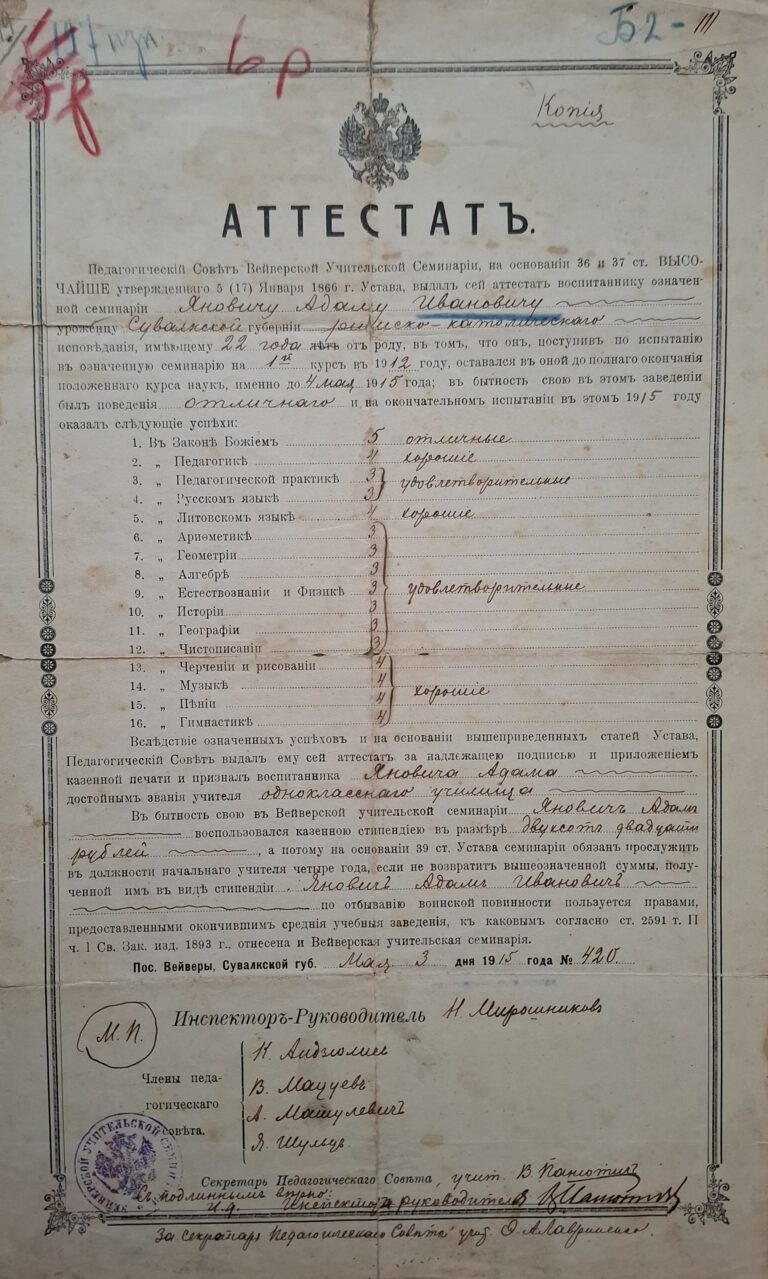 Б2 - III
6 р
Копія
АТТЕСТАТЪ.
Педагогическій Совѣтъ Вейверской Учительской Семинаріи, на основаніи 36 и 37 ст. ВЫСО-
ЧАЙШЕ утвержденнаго 5 (17) Января 1866 г. Устава, выдалъ сей аттестатъ воспитаннику означен-
ной семинаріи Яновичу Адаму Ивановичу
уроженцу Сувалкской губерніи римско-католическаго
исповѣданія, имѣющему 22 года лѣтъ отъ роду, въ томъ, что онъ, поступивъ по испытанію
въ означенную семинарію на 1й курсъ въ 1912 году, оставался въ оной до полнаго окончанія
положеннаго курса наукъ, именно до 4 мая 1915 года; въ бытность свою въ этомъ заведеніи
былъ поведенія отличнаго и на окончательномъ испытаніи въ этомъ 1915 году
оказалъ слѣдующіе успѣхи:
1. Въ Законѣ Божіемъ 5 отличные
2. „ Педагогикѣ 4 хорошіе
3. „ Педагогической практикѣ 3 удовлетворительные
4. „ Русскомъ языкѣ 3
5. „ Литовскомъ языкѣ 4 хорошіе
6. „ Ариѳметикѣ 3
7. „ Геометріи 3
8. „ Алгебрѣ 3
9. „ Естествознаніи и Физикѣ 3 удовлетворительные
10. „ Исторіи 3
11. „ Географіи 3
12. „ Чистописаніи 3
13. „ Черченіи и рисованіи 4
14. „ Музыкѣ 4 хорошіе
15. „ Пѣніи 4
16. „ Гимнастикѣ 4
Вслѣдствіе означенныхъ успѣховъ и на основаніи вышеприведенныхъ статей Устава,
Педагогическій Совѣтъ выдалъ ему сей аттестатъ за надлежащею подписью и приложеніемъ
казенной печати и призналъ воспитанника Яновича Адама
достойнымъ званія учителя однокласснаго училища
Въ бытность свою въ Вейверской учительской семинаріи Яновичъ Адамъ
воспользовался казенною стипендіею въ размѣрѣ двухсотъ двадцати
рублей, а потому на основаніи 39 ст. Устава семинаріи обязанъ прослужить
въ должности начальнаго учителя четыре года, если не возвратитъ вышеозначенной суммы, полу-
ченной имъ въ видѣ стипендіи. Яновичъ Адамъ Ивановичъ
по отбыванію воинской повинности пользуется правами,
предоставленными окончившимъ среднія учебныя заведенія, къ каковымъ согласно ст. 2591 т. II
ч. 1 Св. Зак. изд. 1893 г., отнесена и Вейверская учительская семинарія.
Пос. Вейверы, Сувалкской губ. Мая 3 дня 1915 года № 420.
М. П.
Инспекторъ-Руководитель Н. Мирошниковъ
Члены педа-
гогическаго
совѣта.
В. Мацуевъ
А. Машулевичъ
Я. Шульцъ
Секретарь Педагогическаго Совѣта, учит. В. Панютинъ
Съ подлиннымъ вѣрно:
И. д. Инспектора руководителя
За секретаря Педагогическаго Совѣта учит.